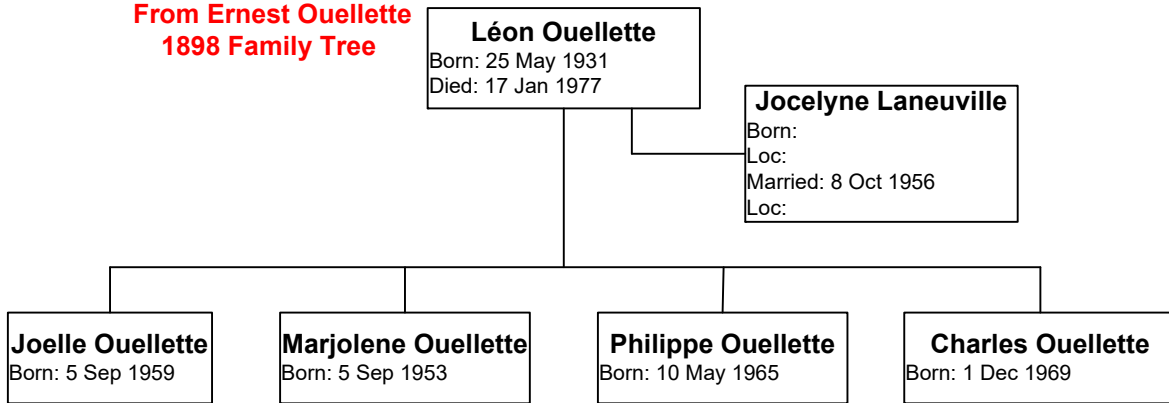 From Ernest Ouellette
1898 Family Tree
Léon Ouellette
Born: 25 May 1931
Died: 17 Jan 1977
Jocelyne Laneuville
Born:
Loc:
Married: 8 Oct 1956
Loc:
Joelle Ouellette
Born: 5 Sep 1959
Marjolene Ouellette
Born: 5 Sep 1953
Philippe Ouellette
Born: 10 May 1965
Charles Ouellette
Born: 1 Dec 1969